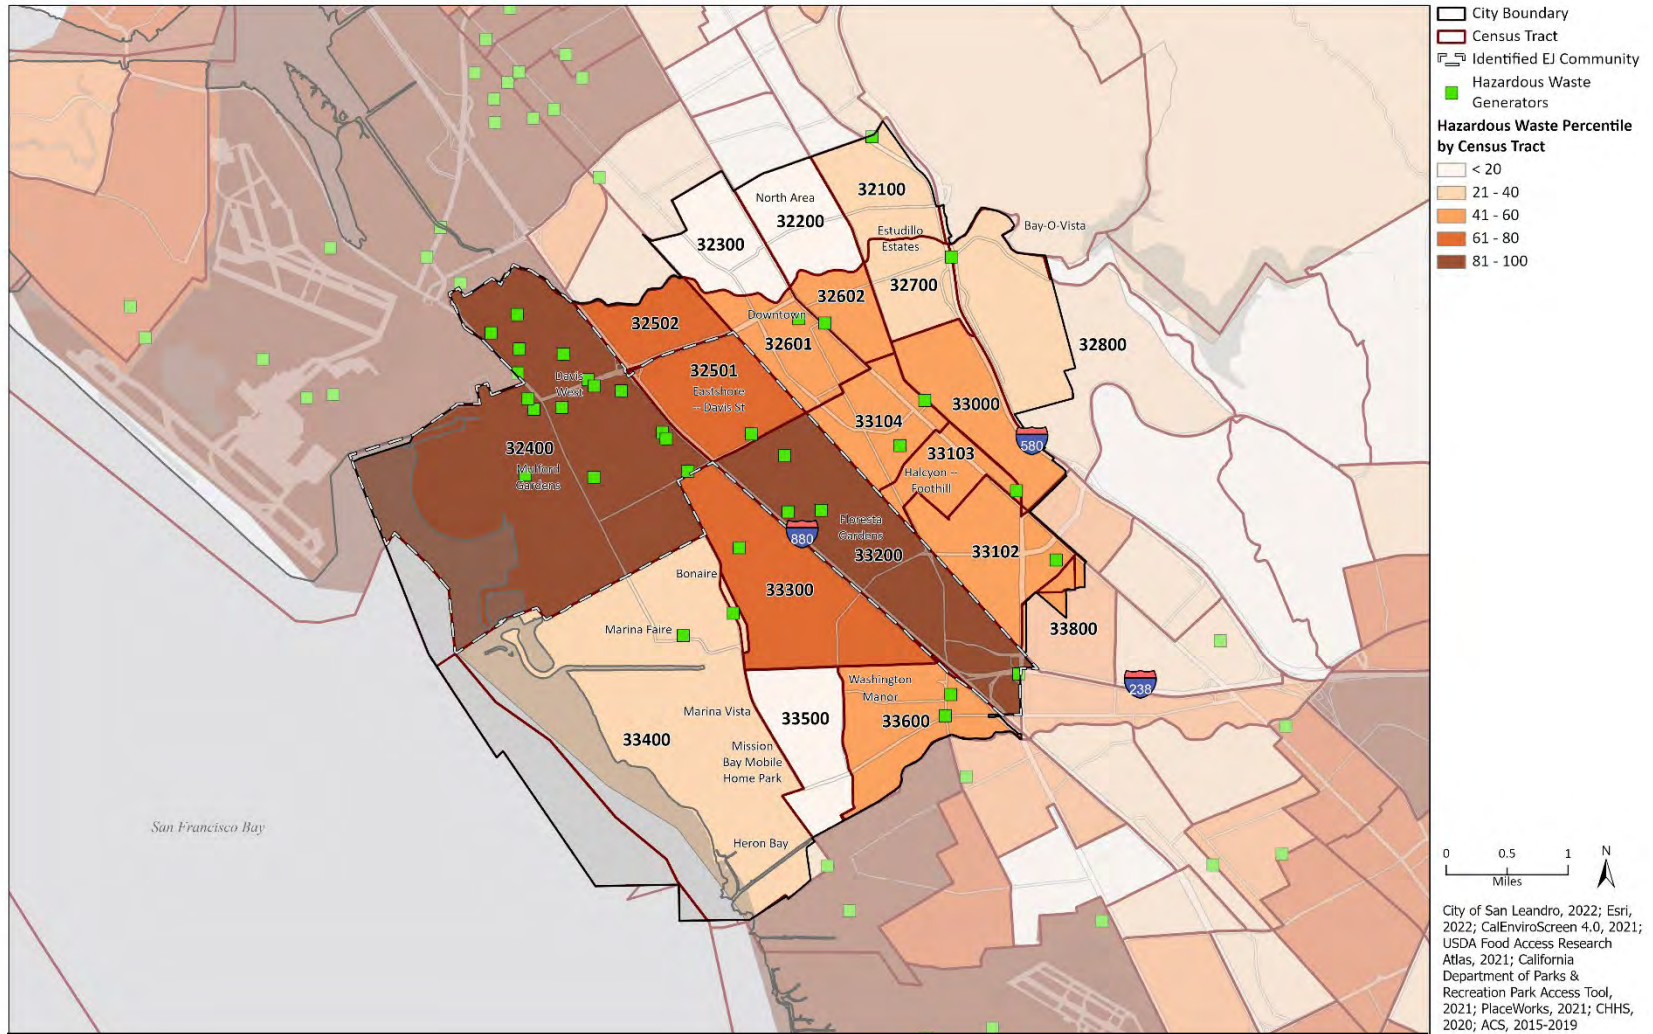 City Boundary
Census Tract
Identified EJ Community
Hazardous Waste
Generators
Hazardous Waste Percentile
by Census Tract
< 20
21 - 40
41 - 60
61 - 80
81 - 100
32100
North Area
32200
Estudillo
Estates
Bay-O-Vista
32300
32700
32602
Downtown
32502
32601
32800
32501
Davis
West
Eastshore
– Davis St
33000
33104
580
32400
33103
Mulford
Gardens
Halcyon –
Foothill
Floresta
Gardens
880
33200
33102
Bonaire
33300
Marina Faire
33800
Washington
Manor
238
Marina Vista
33500
33600
33400
Mission
Bay Mobile
Home Park
San Francisco Bay
Heron Bay
0 0.5 1
Miles
N
City of San Leandro, 2022; Esri,
2022; CalEnviroScreen 4.0, 2021;
USDA Food Access Research
Atlas, 2021; California
Department of Parks &
Recreation Park Access Tool,
2021; PlaceWorks, 2021; CHHS,
2020; ACS, 2015-2019